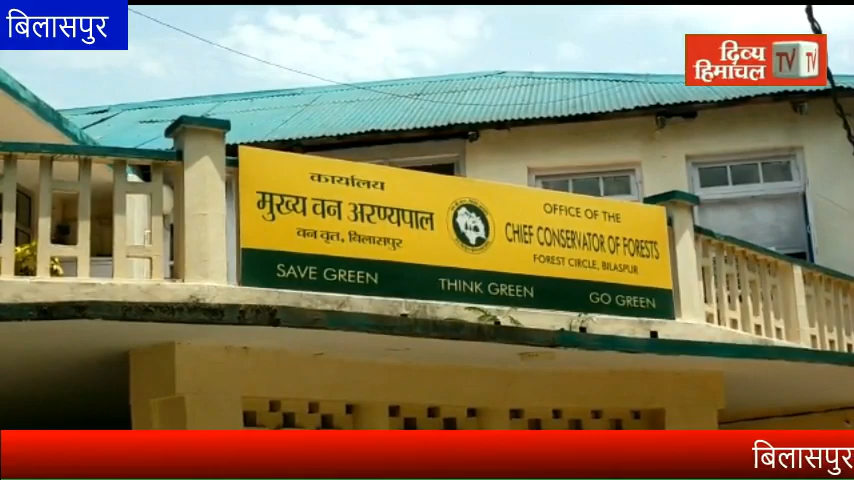 बिलासपुर
दिव्य
हिमाचल
TV TV
कार्यालय
मुख्य वन अरण्यपाल
वन वृत, बिलासपुर
OFFICE OF THE
CHIEF CONSERVATOR OF FORESTS
FOREST CIRCLE, BILASPUR
SAVE GREEN THINK GREEN GO GREEN
बिलासपुर